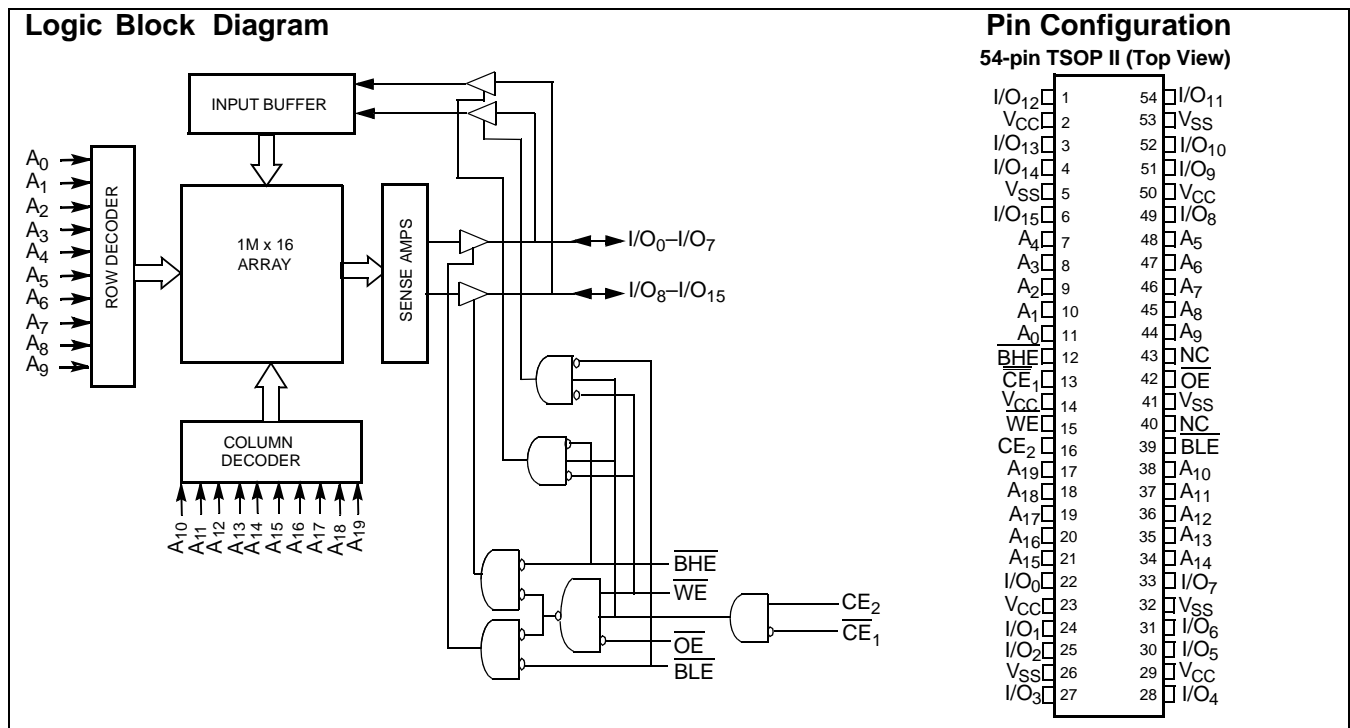 Logic Block Diagram
INPUT BUFFER
A0
A1
A2
A3
A4
A5
A6
A7
A8
A9
ROW DECODER
1M x 16
ARRAY
SENSE AMPS
I/O0–I/O7
I/O8–I/O15
COLUMN
DECODER
A10
A11
A12
A13
A14
A15
A16
A17
A18
A19
BHE
WE
CE2
CE1
OE
BLE
Pin Configuration
54-pin TSOP II (Top View)
I/O12 1 54 I/O11
VCC 2 53 VSS
I/O13 3 52 I/O10
I/O14 4 51 I/O9
VSS 5 50 VCC
I/O15 6 49 I/O8
A4 7 48 A5
A3 8 47 A6
A2 9 46 A7
A1 10 45 A8
A0 11 44 A9
BHE 12 43 NC
CE1 13 42 OE
VCC 14 41 VSS
WE 15 40 NC
CE2 16 39 BLE
A19 17 38 A10
A18 18 37 A11
A17 19 36 A12
A16 20 35 A13
A15 21 34 A14
I/O0 22 33 I/O7
VCC 23 32 VSS
I/O1 24 31 I/O6
I/O2 25 30 I/O5
VSS 26 29 VCC
I/O3 27 28 I/O4